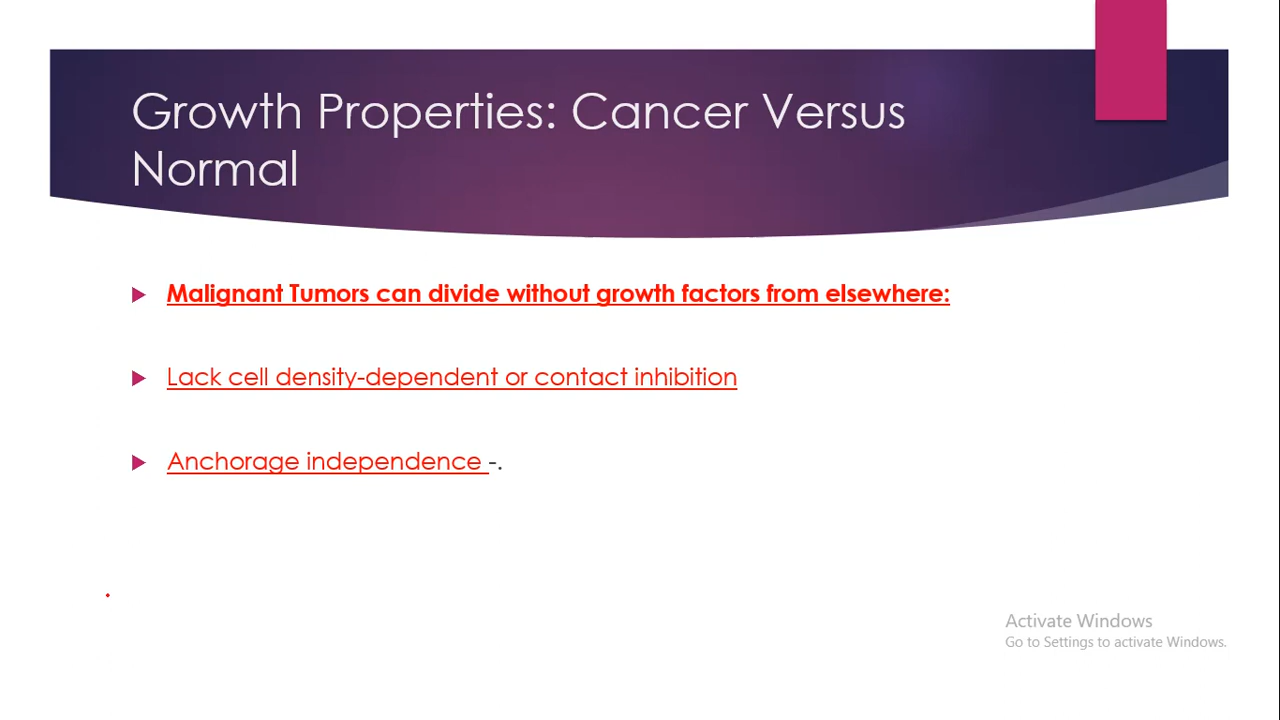 Growth Properties: Cancer Versus
Normal
Malignant Tumors can divide without growth factors from elsewhere:
Lack cell density-dependent or contact inhibition
Anchorage independence -.
Activate Windows
Go to Settings to activate Windows.